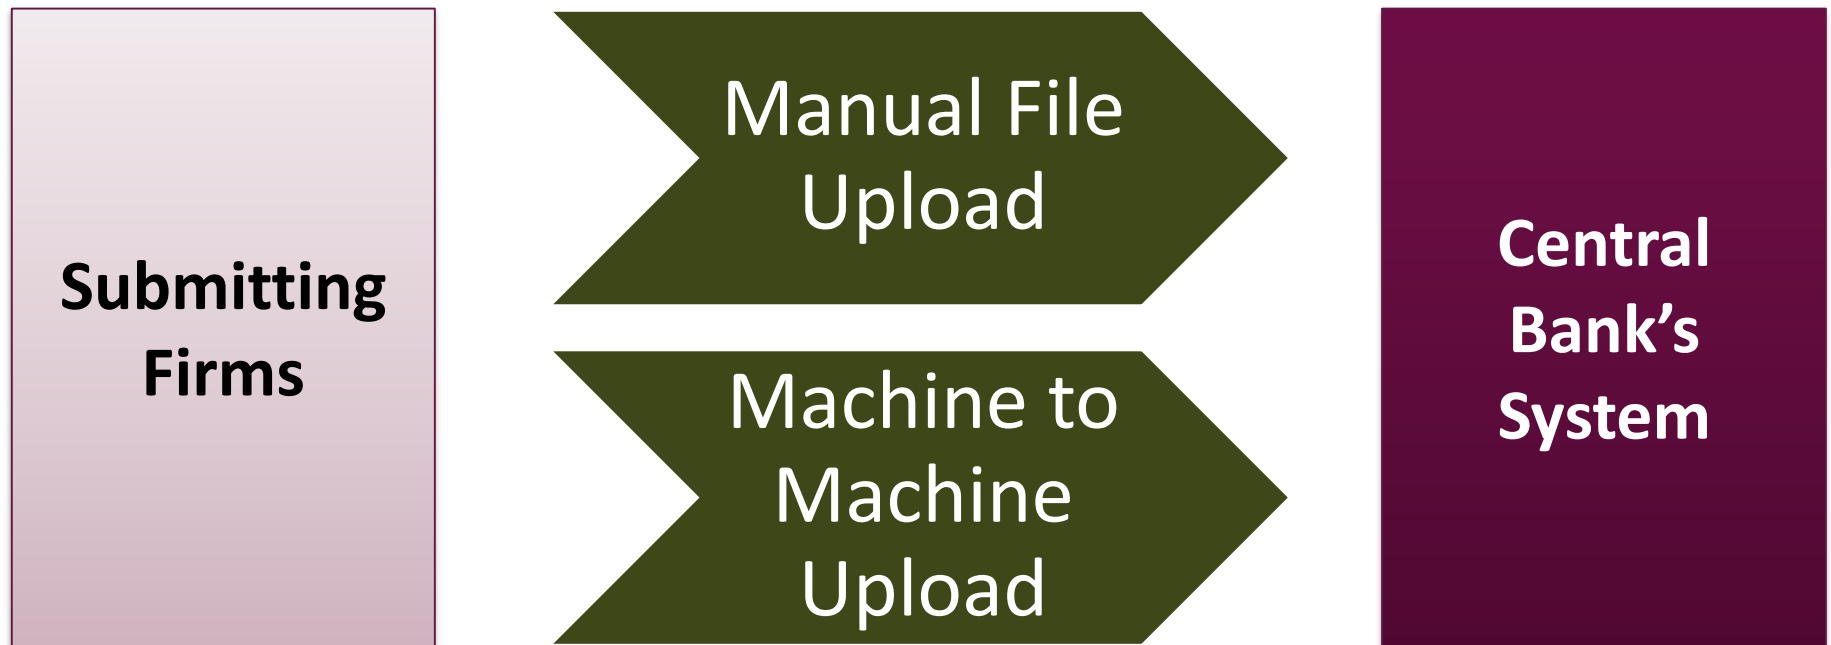 Submitting
Firms
Manual File
Upload
Machine to
Machine
Upload
Central
Bank’s
System